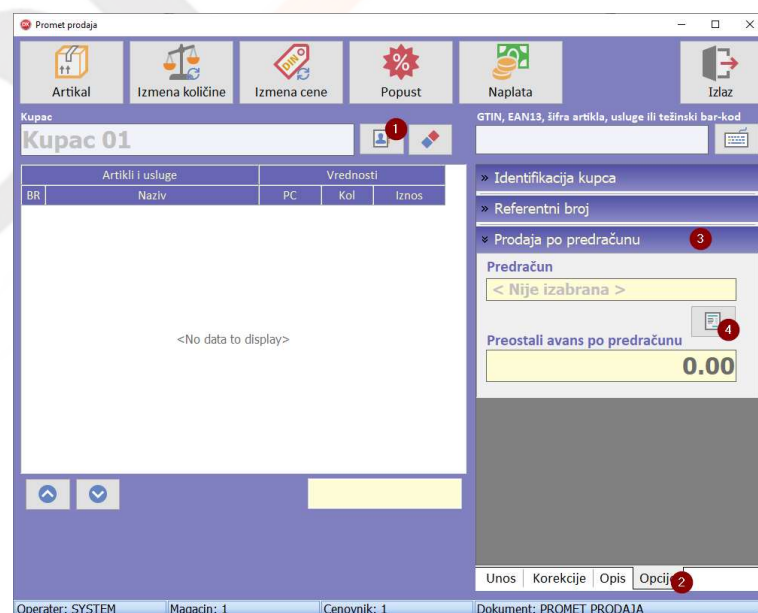 Promet prodaja
Artikal
Izmena količine
Izmena cene
Popust
Naplata
Izlaz
Kupac
Kupac 01
1
GTIN, EAN13, šifra artikla, usluge ili težinski bar-kod
Artikli i usluge Vrednosti
BR Naziv PC Kol Iznos
<No data to display>
» Identifikacija kupca
» Referentni broj
Prodaja po predračunu 3
Predračun
< Nije izabrana >
4
Preostali avans po predračunu
0.00
Unos Korekcije Opis Opcije 2
Operater: SYSTEM Magacin: 1 Cenovnik: 1 Dokument: PROMET PRODAJA